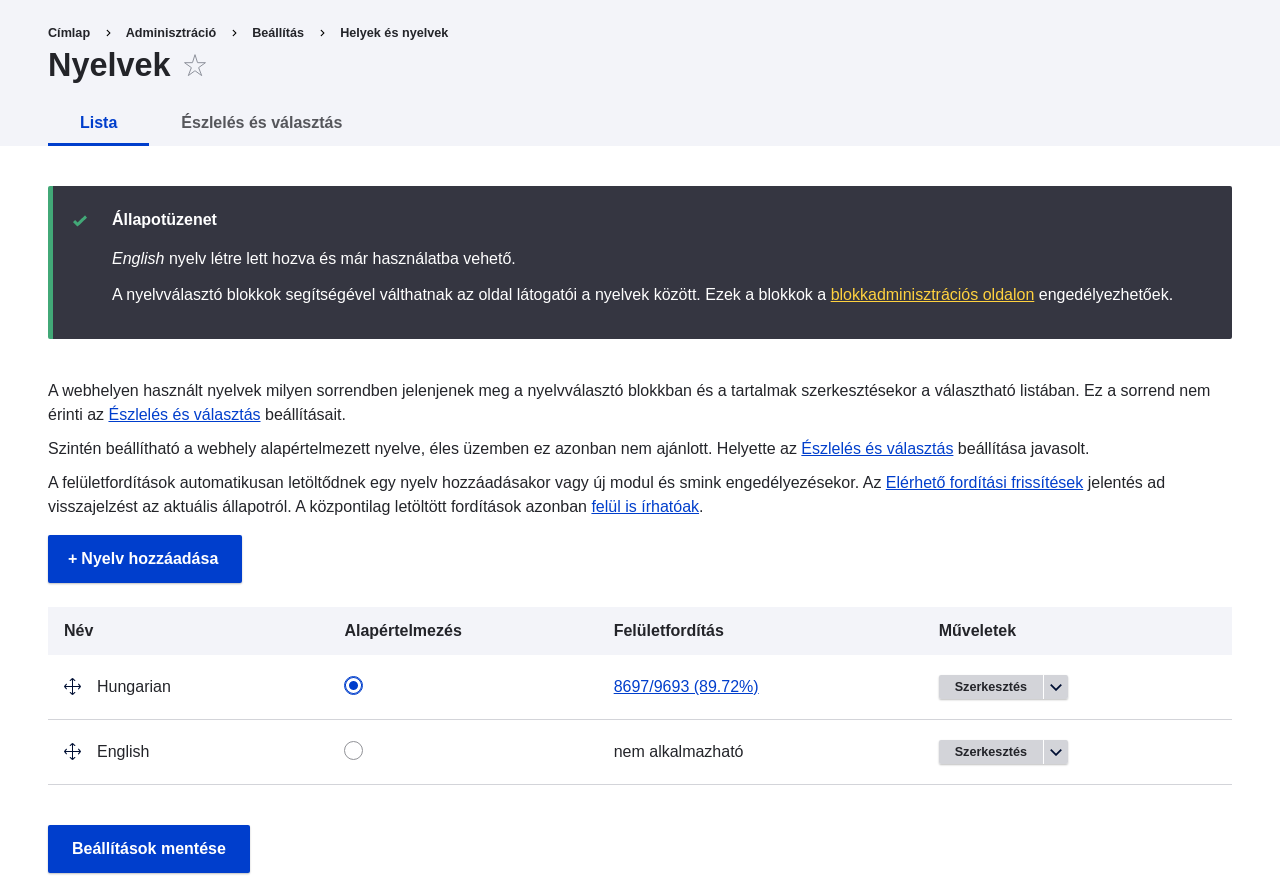 Címlap > Adminisztráció > Beállítás > Helyek és nyelvek
Nyelvek
Lista Észlelés és választás
Állapotüzenet
English nyelv létre lett hozva és már használatba vehető.
A nyelvválasztó blokkok segítségével válthatnak az oldal látogatói a nyelvek között. Ezek a blokkok a blokkadminisztrációs oldalon engedélyezhetőek.
A webhelyen használt nyelvek milyen sorrendben jelenjenek meg a nyelvválasztó blokkban és a tartalmak szerkesztésekor a választható listában. Ez a sorrend nem
érinti az Észlelés és választás beállításait.
Szintén beállítható a webhely alapértelmezett nyelve, éles üzemben ez azonban nem ajánlott. Helyette az Észlelés és választás beállítása javasolt.
A felületfordítások automatikusan letöltődnek egy nyelv hozzáadásakor vagy új modul és smink engedélyezésekor. Az Elérhető fordítási frissítések jelentés ad
visszajelzést az aktuális állapotról. A központilag letöltött fordítások azonban felül is írhatóak.
+ Nyelv hozzáadása
Név Alapértelmezés Felületfordítás Műveletek
Hungarian 8697/9693 (89.72%) Szerkesztés
English nem alkalmazható Szerkesztés
Beállítások mentése